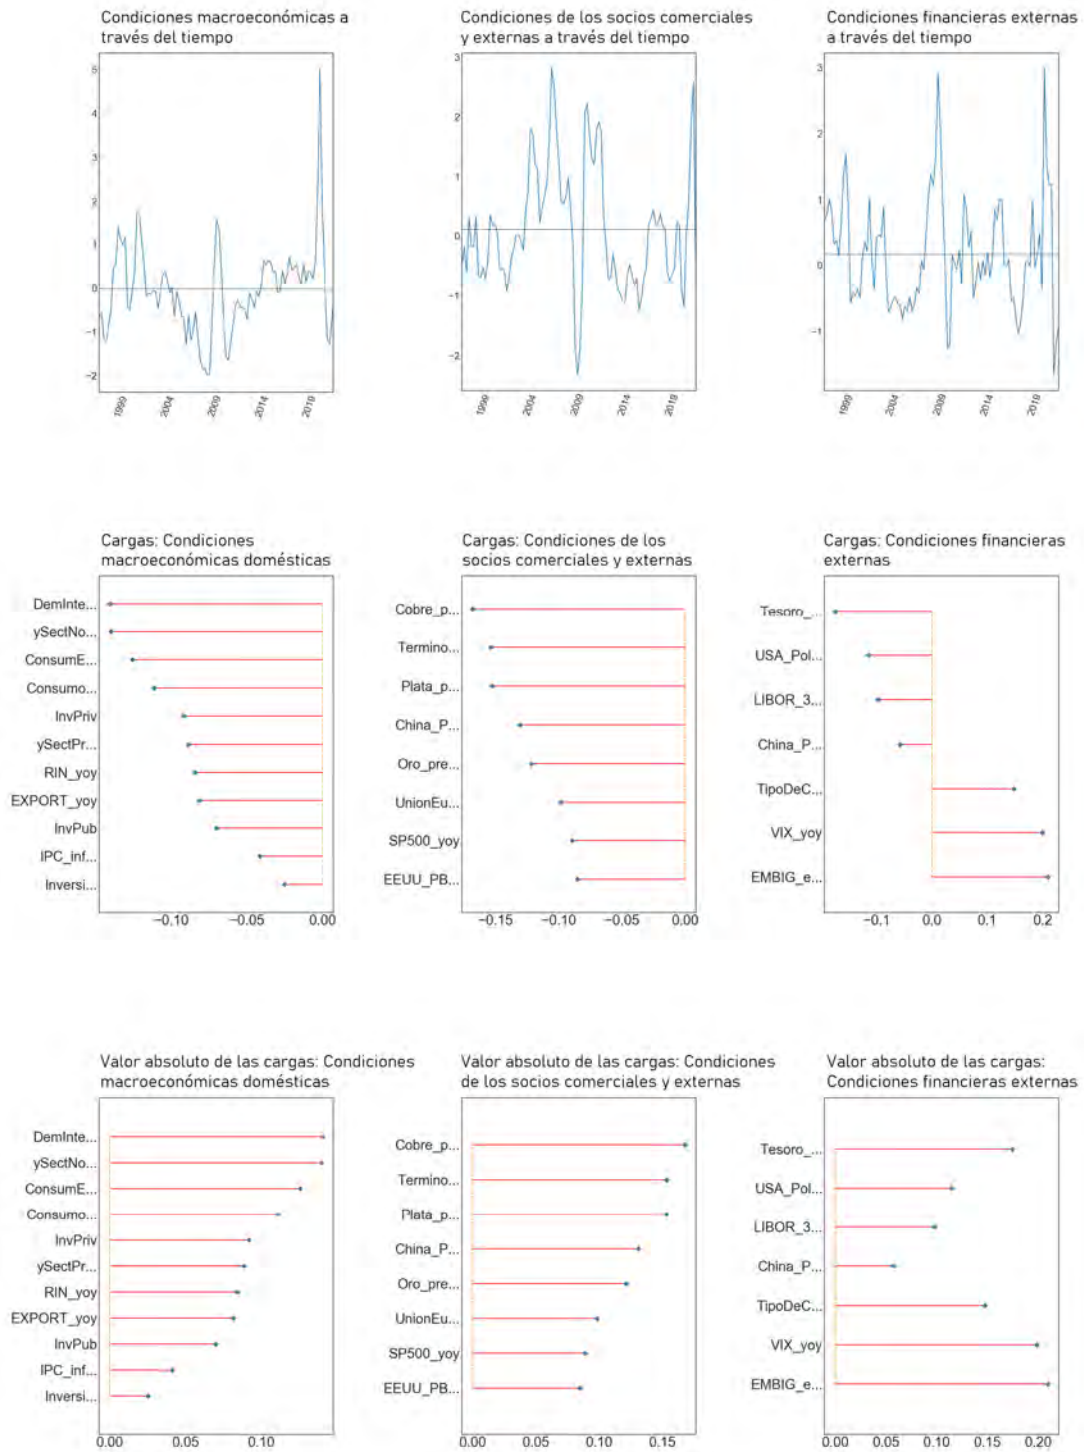 Condiciones macroeconómicas a
través del tiempo
5
4
3
2
1
0
−1
−2
1999
2004
2009
2014
2019
Condiciones de los socios comerciales
y externas a través del tiempo
3
2
1
0
−1
−2
1999
2004
2009
2014
2019
Condiciones financieras externas
a través del tiempo
3
2
1
0
−1
1999
2004
2009
2014
2019
Cargas: Condiciones
macroeconómicas domésticas
DemInte...
ySectNo...
ConsumE...
Consumo...
InvPriv
ySectPr...
RIN_yoy
EXPORT_yoy
InvPub
IPC_inf...
Inversi...
−0.10
−0.05
0.00
Cargas: Condiciones de los
socios comerciales y externas
Cobre_p...
Termino...
Plata_p...
China_P...
Oro_pre...
UnionEu...
SP500_yoy
EEUU_PB...
−0.15
−0.10
−0.05
0.00
Cargas: Condiciones financieras
externas
Tesoro_...
USA_Pol...
LIBOR_3...
China_P...
TipoDeC...
VIX_yoy
EMBIG_e...
−0.1
0.0
0.1
0.2
Valor absoluto de las cargas: Condiciones
macroeconómicas domésticas
DemInte...
ySectNo...
ConsumE...
Consumo...
InvPriv
ySectPr...
RIN_yoy
EXPORT_yoy
InvPub
IPC_inf...
Inversi...
0.00
0.05
0.10
Valor absoluto de las cargas: Condiciones
de los socios comerciales y externas
Cobre_p...
Termino...
Plata_p...
China_P...
Oro_pre...
UnionEu...
SP500_yoy
EEUU_PB...
0.00
0.05
0.10
0.15
Valor absoluto de las cargas:
Condiciones financieras externas
Tesoro_...
USA_Pol...
LIBOR_3...
China_P...
TipoDeC...
VIX_yoy
EMBIG_e...
0.00
0.05
0.10
0.15
0.20